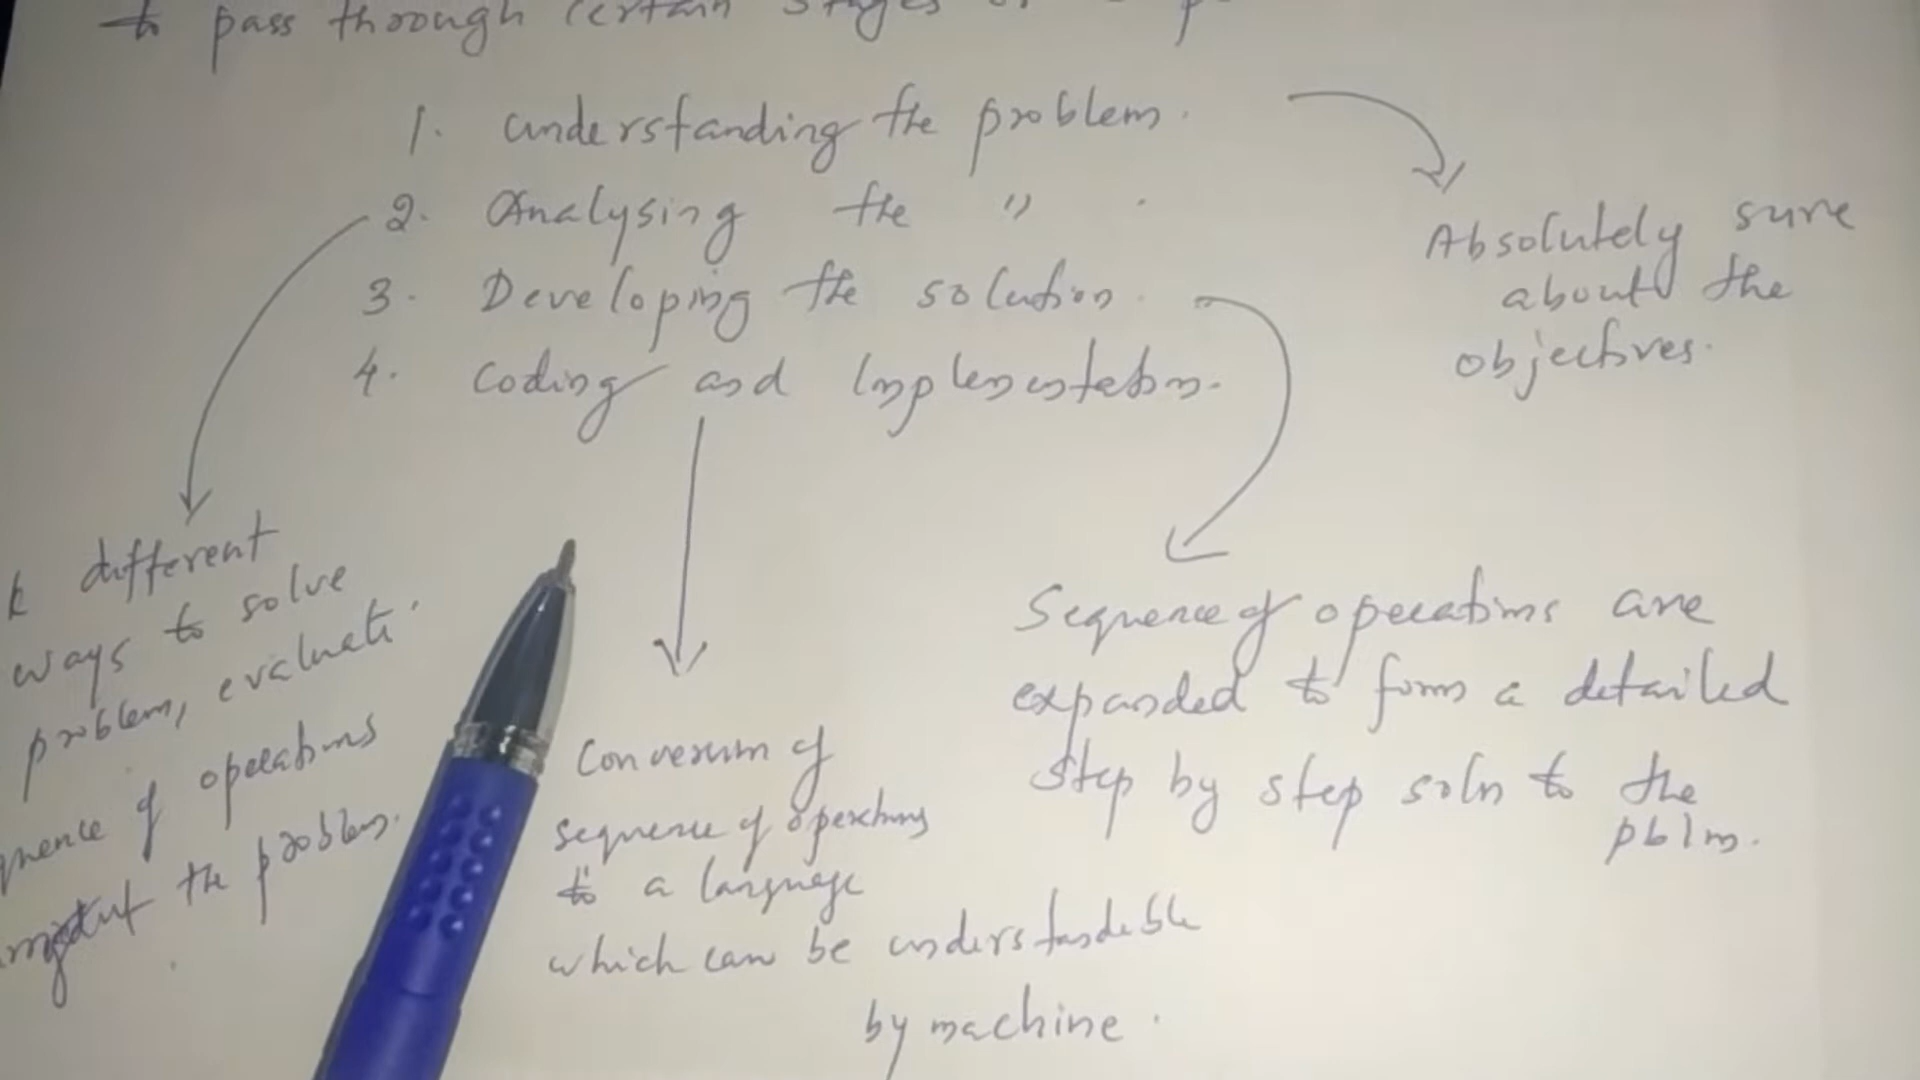 to pass through certain stages
1. Understanding the problem.
2. Analysing the " .
3. Developing the solution.
4. Coding and Implementation.
Absolutely sure
about the
objectives.
different
ways to solve
problem, evaluate
of operations
the problem.
Conversion of
sequence of operations
to a language
which can be understandable
by machine.
Sequence of operations are
expanded to form a detailed
step by step soln to the
pblm.